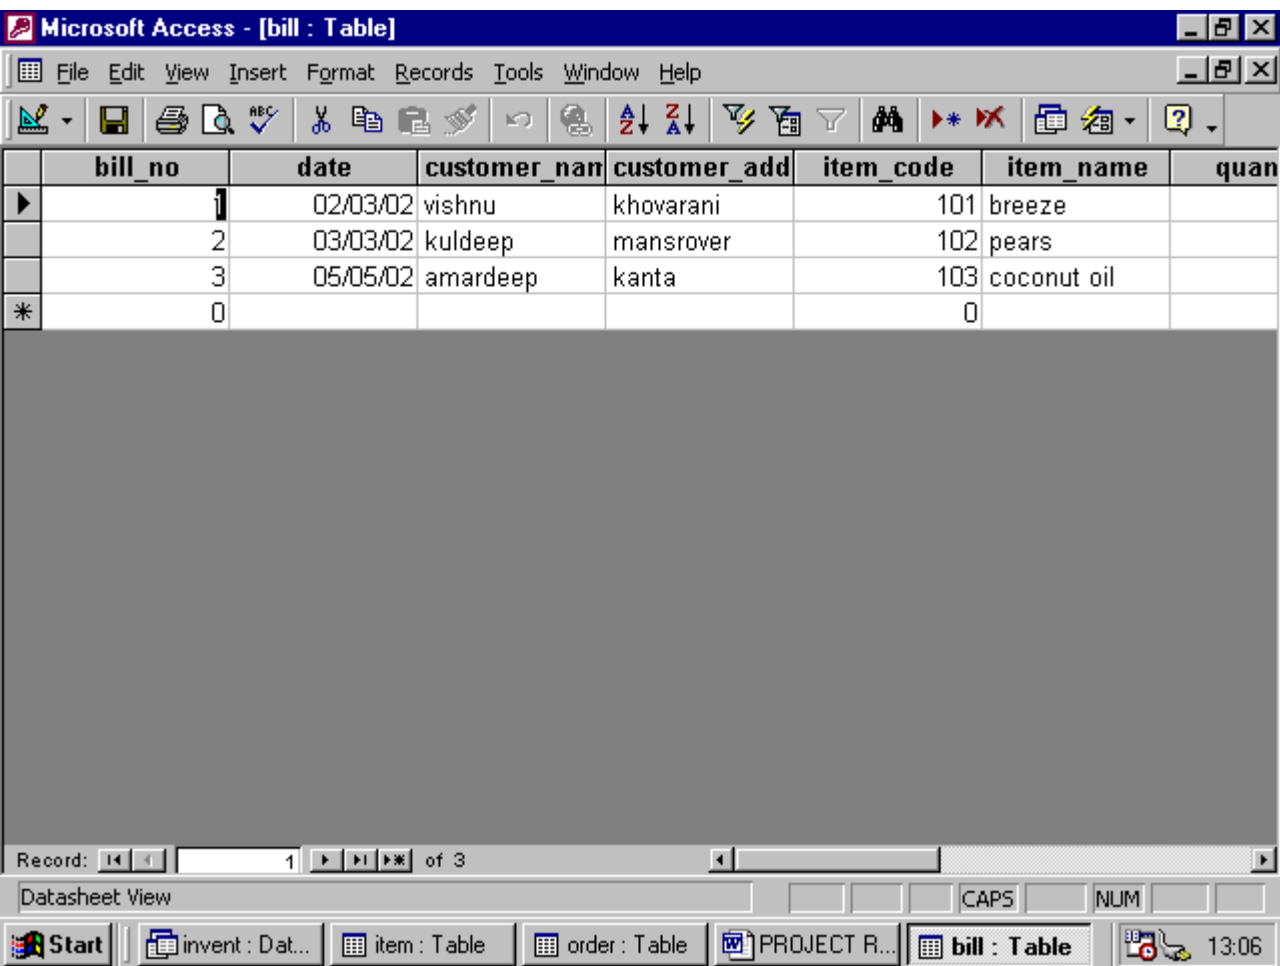 Microsoft Access - [bill : Table]
File Edit View Insert Format Records Tools Window Help
bill_no date customer_nam customer_add item_code item_name quan
1 02/03/02 vishnu khovarani 101 breeze
2 03/03/02 kuldeep mansrover 102 pears
3 05/05/02 amardeep kanta 103 coconut oil
0 0
Record: 1 of 3
Datasheet View CAPS NUM
Start invent : Dat... item : Table order : Table PROJECT R... bill : Table 13:06